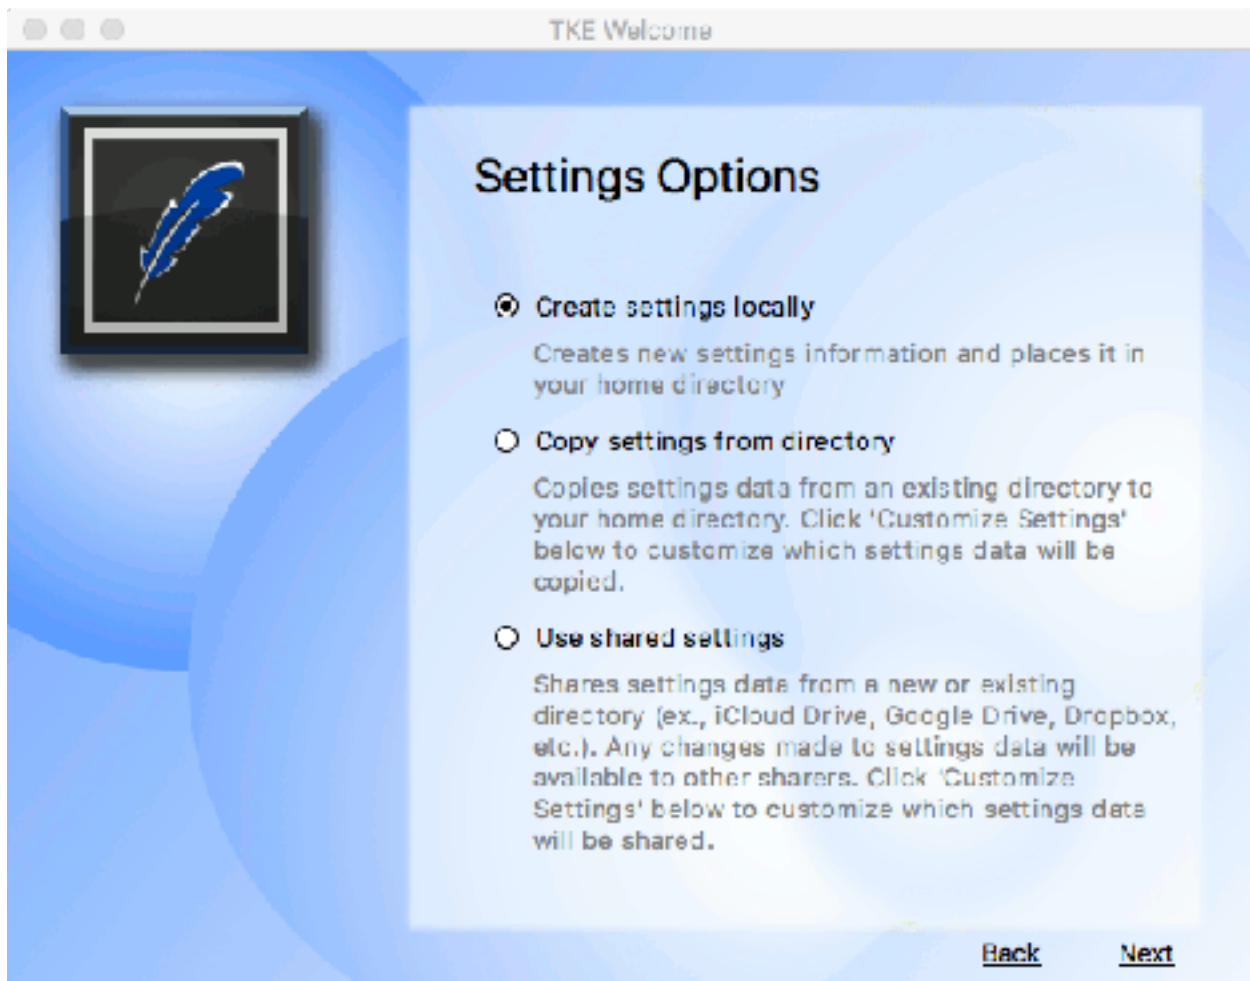 TKE Welcome
Settings Options
Create settings locally
Creates new settings information and places it in
your home directory
Copy settings from directory
Copies settings data from an existing directory to
your home directory. Click 'Customize Settings'
below to customize which settings data will be
copied.
Use shared settings
Shares settings data from a new or existing
directory (ex., iCloud Drive, Google Drive, Dropbox,
etc.). Any changes made to settings data will be
available to other sharers. Click 'Customize
Settings' below to customize which settings data
will be shared.
Back Next